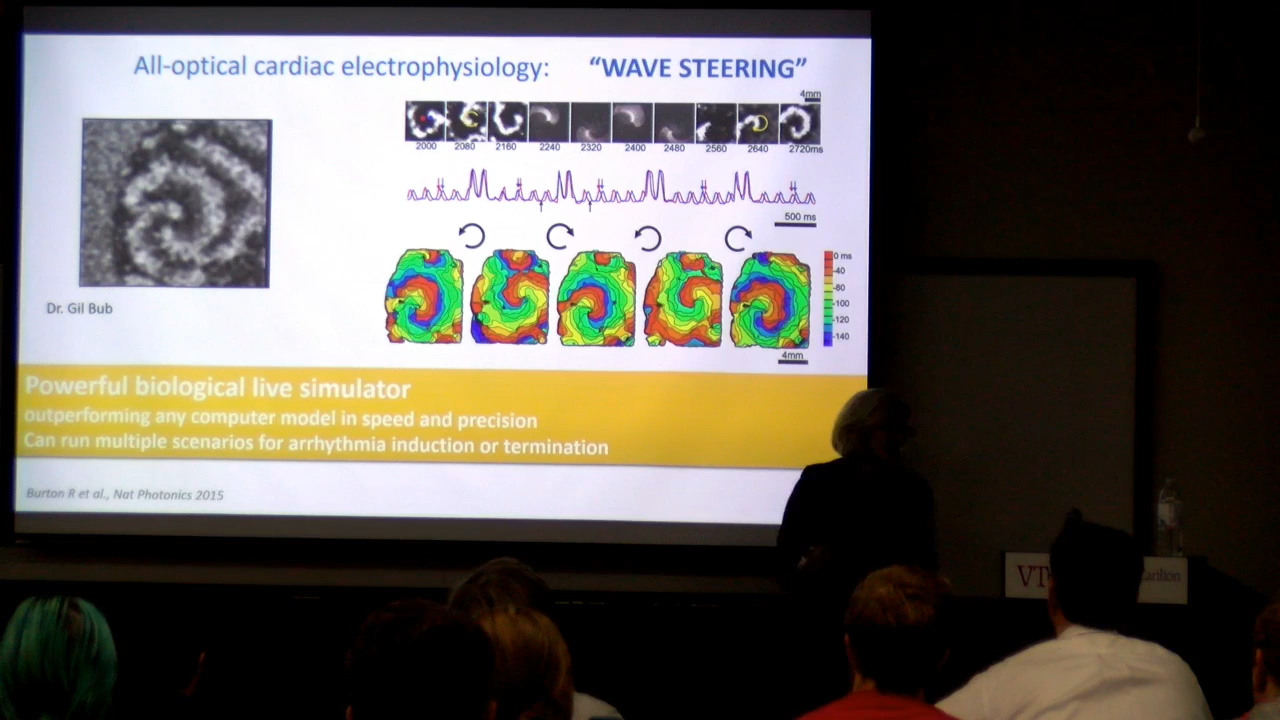 All-optical cardiac electrophysiology: "WAVE STEERING"
4mm
2000 2080 2160 2240 2320 2400 2480 2560 2640 2720ms
500 ms
0 ms
-40
-80
-100
-120
-140
4mm
Dr. Gil Bub
Powerful biological live simulator
outperforming any computer model in speed and precision
Can run multiple scenarios for arrhythmia induction or termination
Burton R et al., Nat Photonics 2015
VT